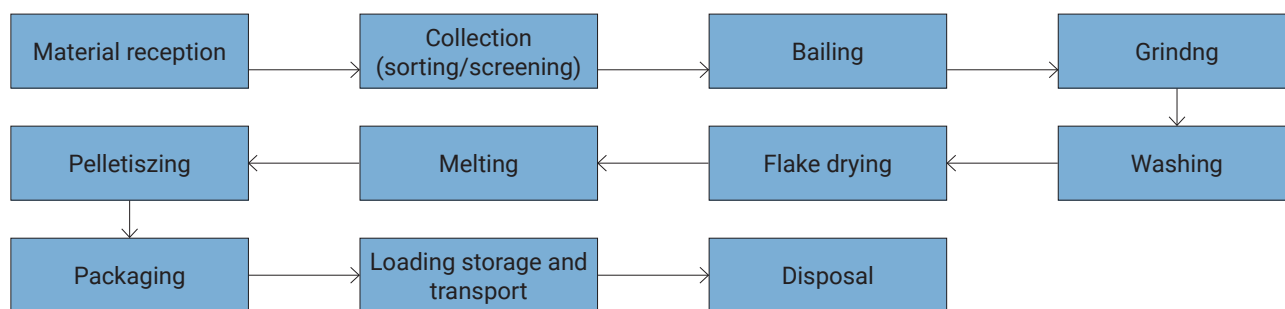 Material reception
Collection
(sorting/screening)
Bailing
Grindng
Pelletiszing
Melting
Flake drying
Washing
Packaging
Loading storage and
transport
Disposal